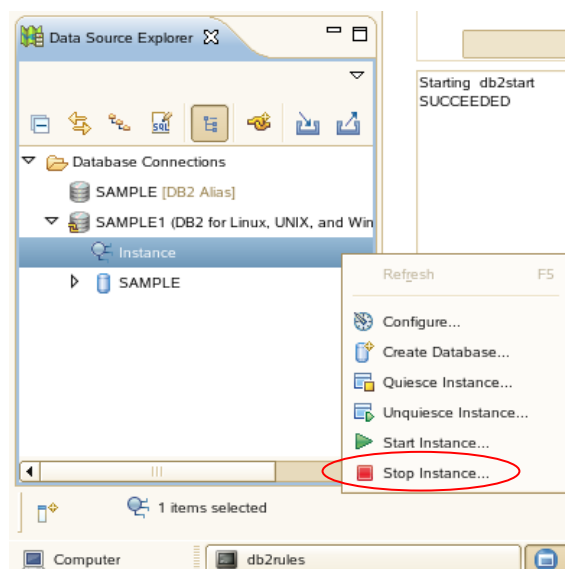 Data Source Explorer
SQL
Database Connections
SAMPLE [DB2 Alias]
SAMPLE1 (DB2 for Linux, UNIX, and Win
Instance
SAMPLE
Starting db2start
SUCCEEDED
Refresh F5
Configure...
Create Database...
Quiesce Instance...
Unquiesce Instance...
Start Instance...
Stop Instance...
1 items selected
Computer
db2rules